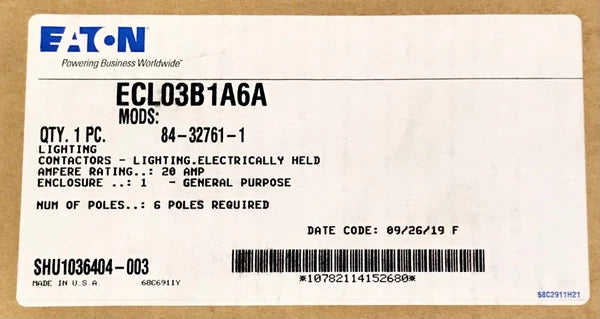 EATON
Powering Business Worldwide™
ECL03B1A6A
MODS:
QTY. 1 PC. 84-32761-1
LIGHTING
CONTACTORS - LIGHTING.ELECTRICALLY HELD
AMPERE RATING..: 20 AMP
ENCLOSURE ..: 1 - GENERAL PURPOSE
NUM OF POLES..: 6 POLES REQUIRED
DATE CODE: 09/26/19 F
SHU1036404-003
*10782114152680*
MADE IN U.S.A. 68C6911Y
68C2911H21